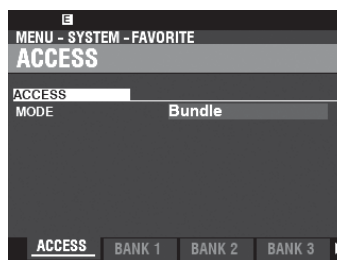 E
MENU - SYSTEM - FAVORITE
ACCESS
ACCESS
MODE Bundle
ACCESS BANK 1 BANK 2 BANK 3